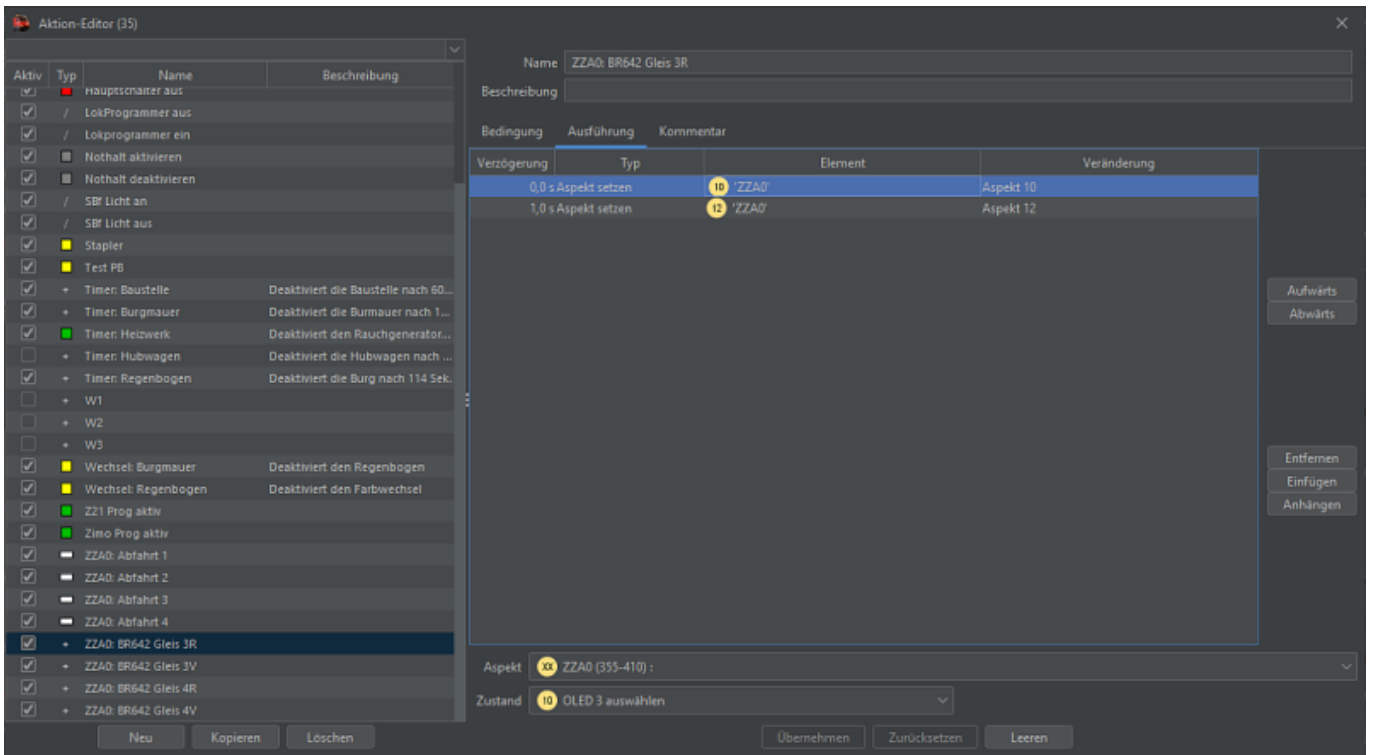 Aktion-Editor (35)
Name ZZA0: BR642 Gleis 3R
Beschreibung
Aktiv Typ Name Beschreibung
Hauptschalter aus
LokProgrammer aus
Lokprogrammer ein
Nothalt aktivieren
Nothalt deaktivieren
SBf Licht an
SBf Licht aus
Stapler
Test PB
Timer: Baustelle Deaktiviert die Baustelle nach 60...
Timer: Burgmauer Deaktiviert die Burmauer nach 1...
Timer: Heizwerk Deaktiviert den Rauchgenerator...
Timer: Hubwagen Deaktiviert die Hubwagen nach ...
Timer: Regenbogen Deaktiviert die Burg nach 114 Sek.
W1
W2
W3
Wechsel: Burgmauer Deaktiviert den Regenbogen
Wechsel: Regenbogen Deaktiviert den Farbwechsel
Z21 Prog aktiv
Zimo Prog aktiv
ZZA0: Abfahrt 1
ZZA0: Abfahrt 2
ZZA0: Abfahrt 3
ZZA0: Abfahrt 4
ZZA0: BR642 Gleis 3R
ZZA0: BR642 Gleis 3V
ZZA0: BR642 Gleis 4R
ZZA0: BR642 Gleis 4V
Neu Kopieren Löschen
Bedingung Ausführung Kommentar
Verzögerung Typ Element Veränderung
0,0 s Aspekt setzen 10 'ZZA0' Aspekt 10
1,0 s Aspekt setzen 12 'ZZA0' Aspekt 12
Aufwärts
Abwärts
Entfernen
Einfügen
Anhängen
Aspekt XX ZZA0 (355-410) :
Zustand 10 OLED 3 auswählen
Übernehmen Zurücksetzen Leeren